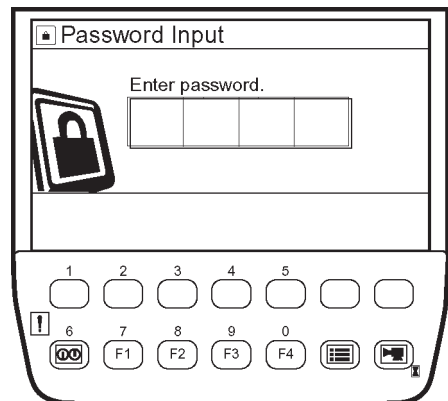 Password Input
Enter password.
1 2 3 4 5
!
6 7 8 9 0
F1 F2 F3 F4